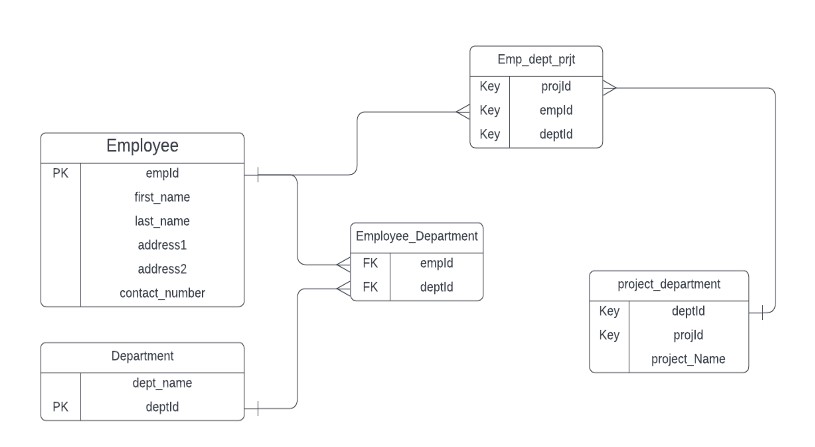 Emp_dept_prjt
Key projId
Key empId
Key deptId
Employee
PK empId
first_name
last_name
address1
address2
contact_number
Employee_Department
FK empId
FK deptId
project_department
Key deptId
Key projId
project_Name
Department
dept_name
PK deptId